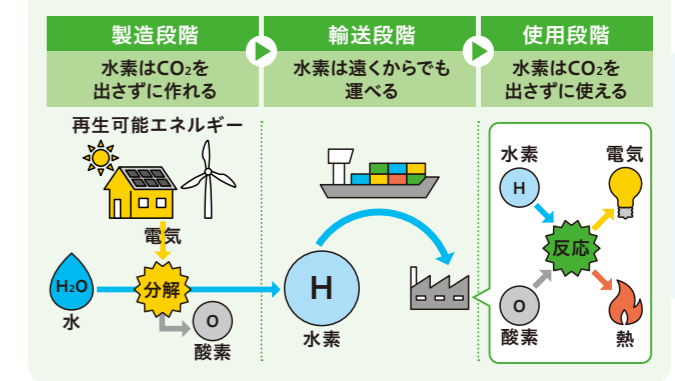 製造段階
輸送段階
使用段階
水素はCO₂を
出さずに作れる
水素は遠くからでも
運べる
水素はCO₂を
出さずに使える
再生可能エネルギー
電気
H₂O
水
分解
O
酸素
H
水素
水素
H
電気
反応
O
酸素
熱